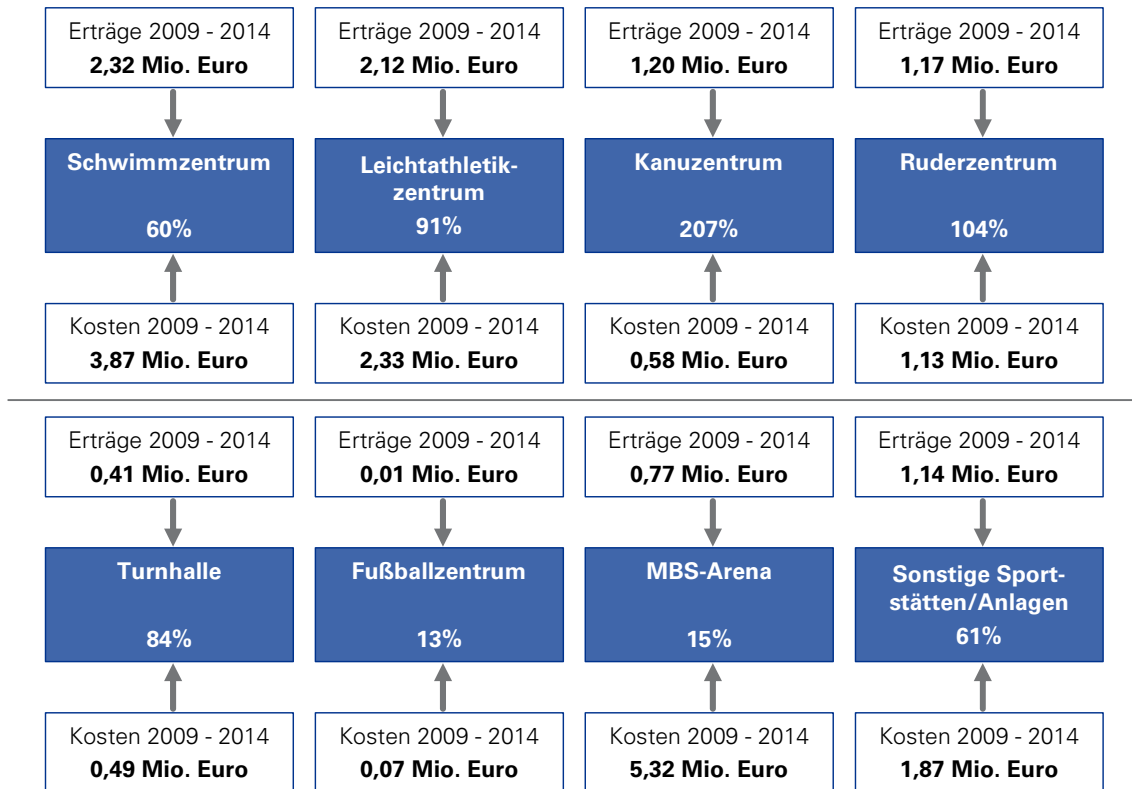 Erträge 2009 - 2014
2,32 Mio. Euro
Erträge 2009 - 2014
2,12 Mio. Euro
Erträge 2009 - 2014
1,20 Mio. Euro
Erträge 2009 - 2014
1,17 Mio. Euro
Schwimmzentrum
60%
Leichtathletik-
zentrum
91%
Kanuzentrum
207%
Ruderzentrum
104%
Kosten 2009 - 2014
3,87 Mio. Euro
Kosten 2009 - 2014
2,33 Mio. Euro
Kosten 2009 - 2014
0,58 Mio. Euro
Kosten 2009 - 2014
1,13 Mio. Euro
Erträge 2009 - 2014
0,41 Mio. Euro
Erträge 2009 - 2014
0,01 Mio. Euro
Erträge 2009 - 2014
0,77 Mio. Euro
Erträge 2009 - 2014
1,14 Mio. Euro
Turnhalle
84%
Fußballzentrum
13%
MBS-Arena
15%
Sonstige Sport-
stätten/Anlagen
61%
Kosten 2009 - 2014
0,49 Mio. Euro
Kosten 2009 - 2014
0,07 Mio. Euro
Kosten 2009 - 2014
5,32 Mio. Euro
Kosten 2009 - 2014
1,87 Mio. Euro